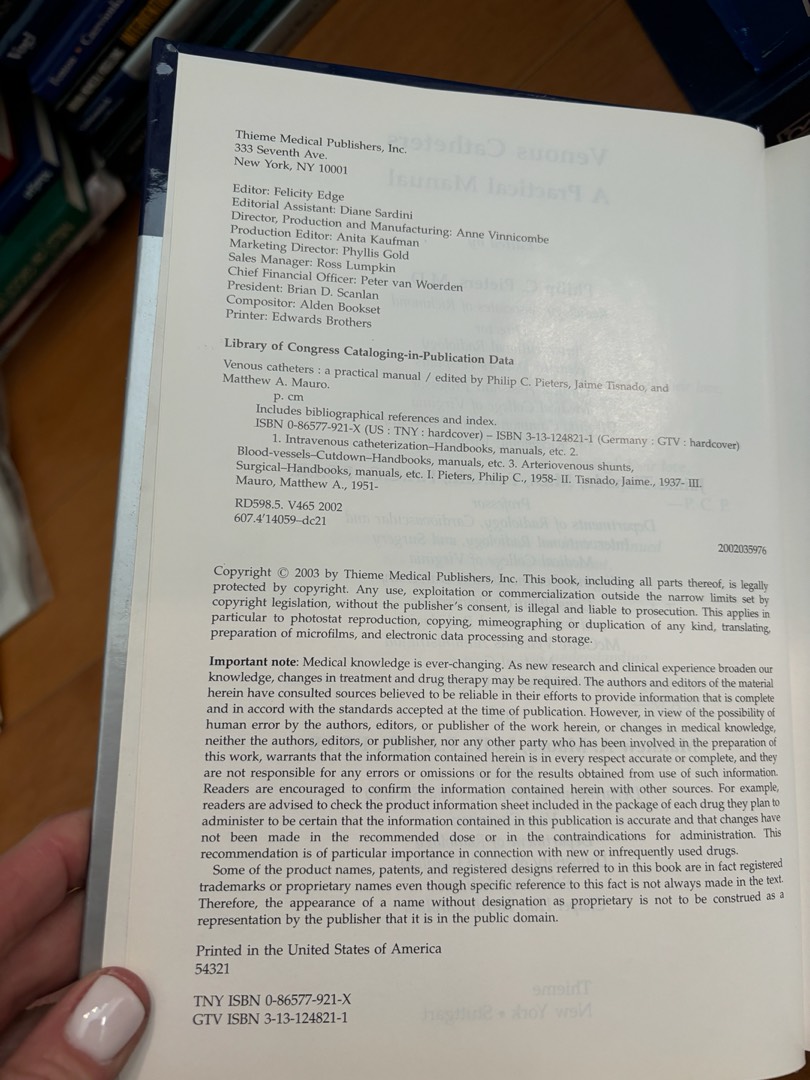 Thieme Medical Publishers, Inc.
333 Seventh Ave.
New York, NY 10001
Editor: Felicity Edge
Editorial Assistant: Diane Sardini
Director, Production and Manufacturing: Anne Vinnicombe
Production Editor: Anita Kaufman
Marketing Director: Phyllis Gold
Sales Manager: Ross Lumpkin
Chief Financial Officer: Peter van Woerden
President: Brian D. Scanlan
Compositor: Alden Bookset
Printer: Edwards Brothers
Library of Congress Cataloging-in-Publication Data
Venous catheters : a practical manual / edited by Philip C. Pieters, Jaime Tisnado, and
Matthew A. Mauro.
p. cm
Includes bibliographical references and index.
ISBN 0-86577-921-X (US : TNY : hardcover) – ISBN 3-13-124821-1 (Germany : GTV : hardcover)
1. Intravenous catheterization–Handbooks, manuals, etc. 2.
Blood-vessels–Cutdown–Handbooks, manuals, etc. 3. Arteriovenous shunts,
Surgical–Handbooks, manuals, etc. I. Pieters, Philip C., 1958- II. Tisnado, Jaime., 1937- III.
Mauro, Matthew A., 1951-
RD598.5. V465 2002
607.4'14059–dc21
2002035976
Copyright © 2003 by Thieme Medical Publishers, Inc. This book, including all parts thereof, is legally
protected by copyright. Any use, exploitation or commercialization outside the narrow limits set by
copyright legislation, without the publisher's consent, is illegal and liable to prosecution. This applies in
particular to photostat reproduction, copying, mimeographing or duplication of any kind, translating,
preparation of microfilms, and electronic data processing and storage.
Important note: Medical knowledge is ever-changing. As new research and clinical experience broaden our
knowledge, changes in treatment and drug therapy may be required. The authors and editors of the material
herein have consulted sources believed to be reliable in their efforts to provide information that is complete
and in accord with the standards accepted at the time of publication. However, in view of the possibility of
human error by the authors, editors, or publisher of the work herein, or changes in medical knowledge,
neither the authors, editors, or publisher, nor any other party who has been involved in the preparation of
this work, warrants that the information contained herein is in every respect accurate or complete, and they
are not responsible for any errors or omissions or for the results obtained from use of such information.
Readers are encouraged to confirm the information contained herein with other sources. For example,
readers are advised to check the product information sheet included in the package of each drug they plan to
administer to be certain that the information contained in this publication is accurate and that changes have
not been made in the recommended dose or in the contraindications for administration. This
recommendation is of particular importance in connection with new or infrequently used drugs.
Some of the product names, patents, and registered designs referred to in this book are in fact registered
trademarks or proprietary names even though specific reference to this fact is not always made in the text.
Therefore, the appearance of a name without designation as proprietary is not to be construed as a
representation by the publisher that it is in the public domain.
Printed in the United States of America
54321
TNY ISBN 0-86577-921-X
GTV ISBN 3-13-124821-1